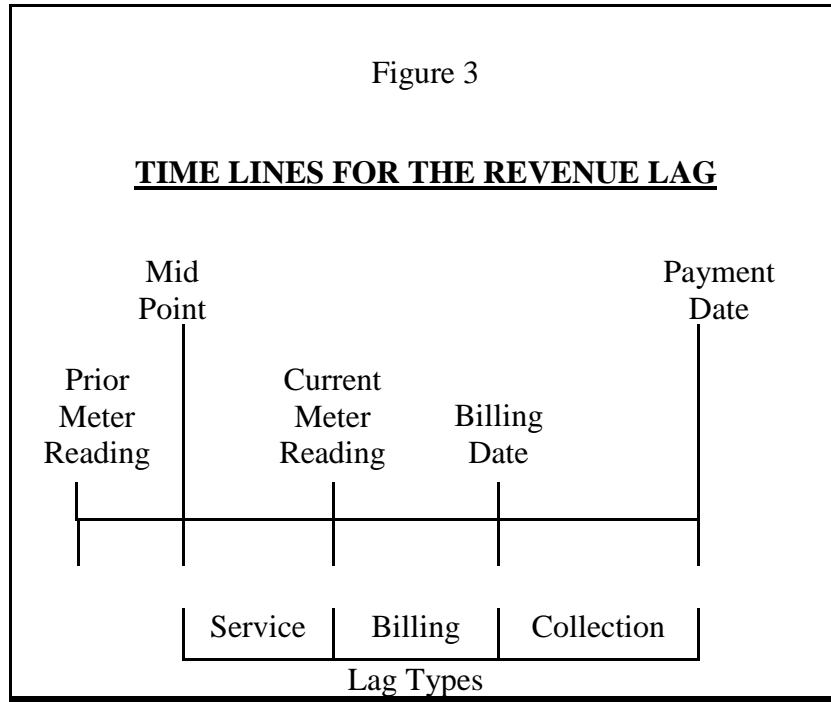 Figure 3
TIME LINES FOR THE REVENUE LAG
Mid
Point
Payment
Date
Prior
Meter
Reading
Current
Meter
Reading
Billing
Date
Service
Billing
Collection
Lag Types